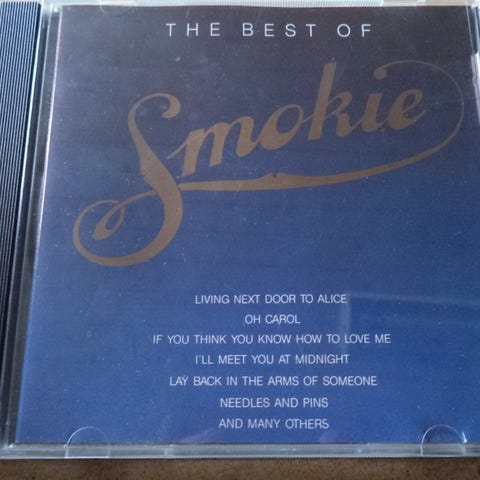 THE BEST OF
Smokie
LIVING NEXT DOOR TO ALICE
OH CAROL
IF YOU THINK YOU KNOW HOW TO LOVE ME
I'LL MEET YOU AT MIDNIGHT
LAY BACK IN THE ARMS OF SOMEONE
NEEDLES AND PINS
AND MANY OTHERS